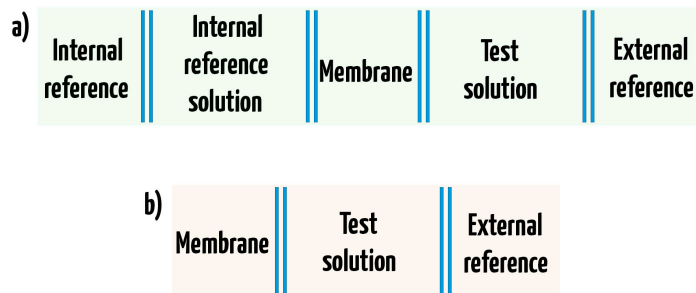 a)
Internal
reference
Internal
reference
solution
Membrane
Test
solution
External
reference
b)
Membrane
Test
solution
External
reference